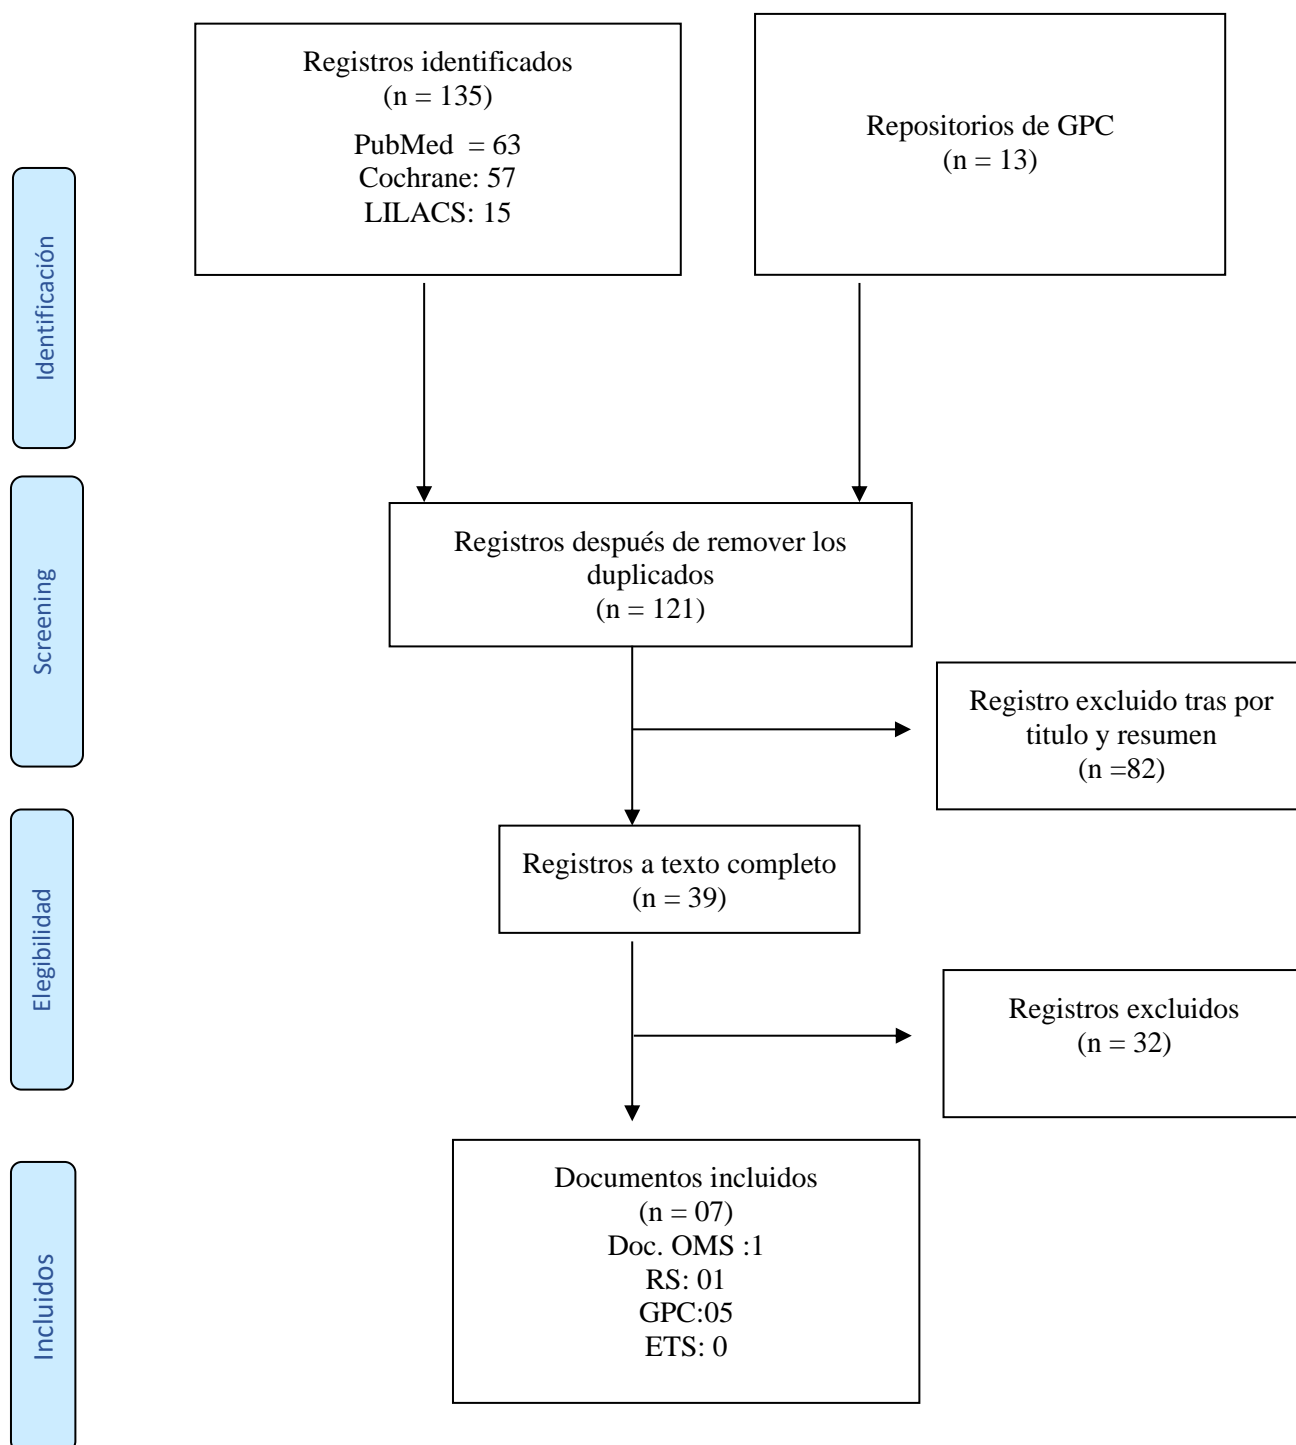 Registros identificados
(n = 135)
PubMed = 63
Cochrane: 57
LILACS: 15
Repositorios de GPC
(n = 13)
Identificación
Registros después de remover los
duplicados
(n = 121)
Screening
Registro excluido tras por
titulo y resumen
(n =82)
Registros a texto completo
(n = 39)
Elegibilidad
Registros excluidos
(n = 32)
Documentos incluidos
(n = 07)
Doc. OMS :1
RS: 01
GPC:05
ETS: 0
Incluidos